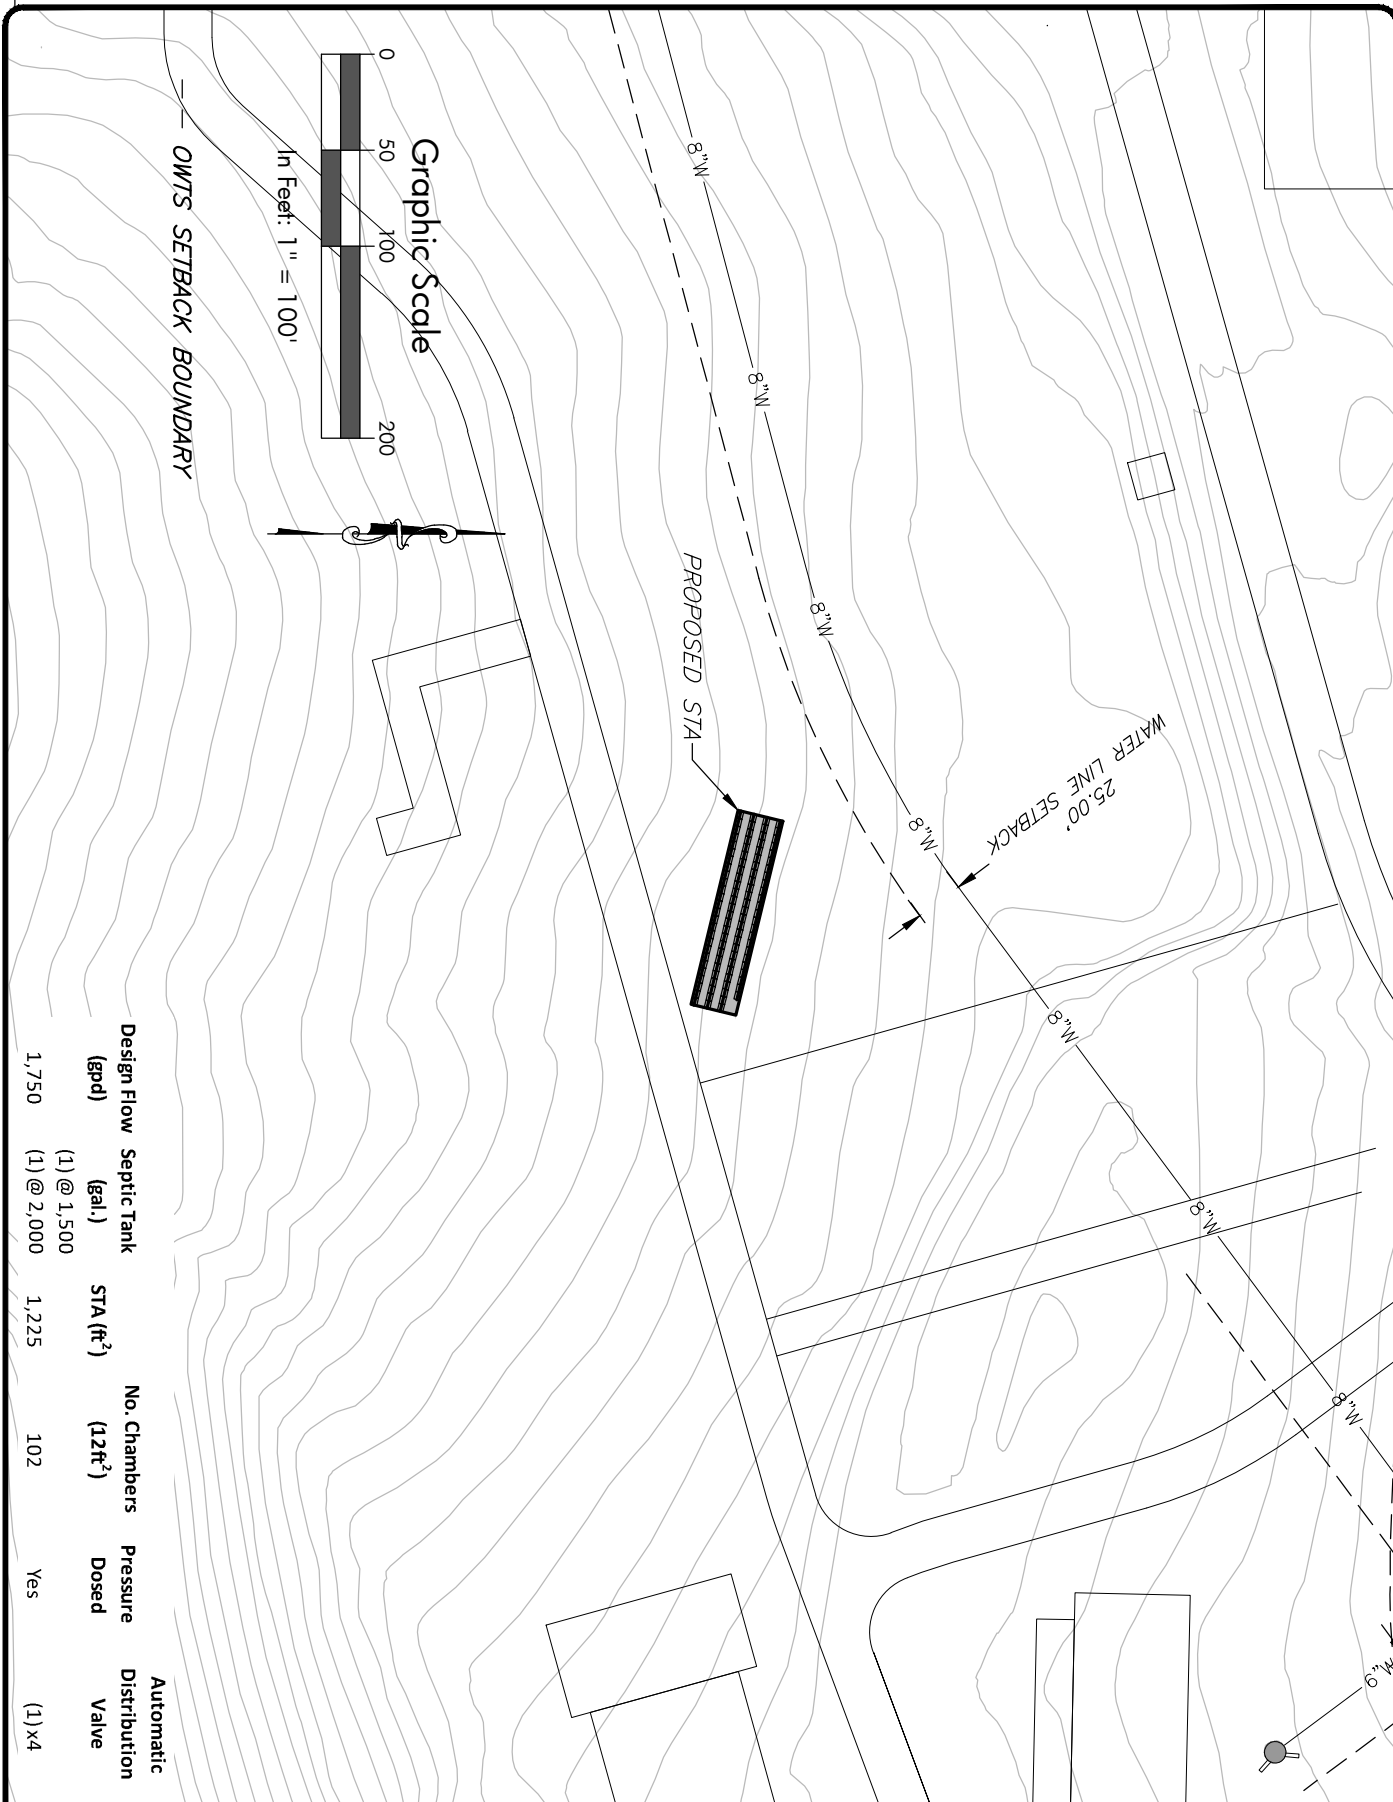 Graphic Scale
0 50 100 200
In Feet: 1" = 100'
— — OWTS SETBACK BOUNDARY
8"W
8"W
8"W
8"W
8"W
8"W
8"W
6"W
25.00'
WATER LINE SETBACK
PROPOSED STA
Automatic
Design Flow Septic Tank No. Chambers Pressure Distribution
(gpd) (gal.) STA (ft²) (12ft²) Dosed Valve
(1) @ 1,500
1,750 (1) @ 2,000 1,225 102 Yes (1)x4